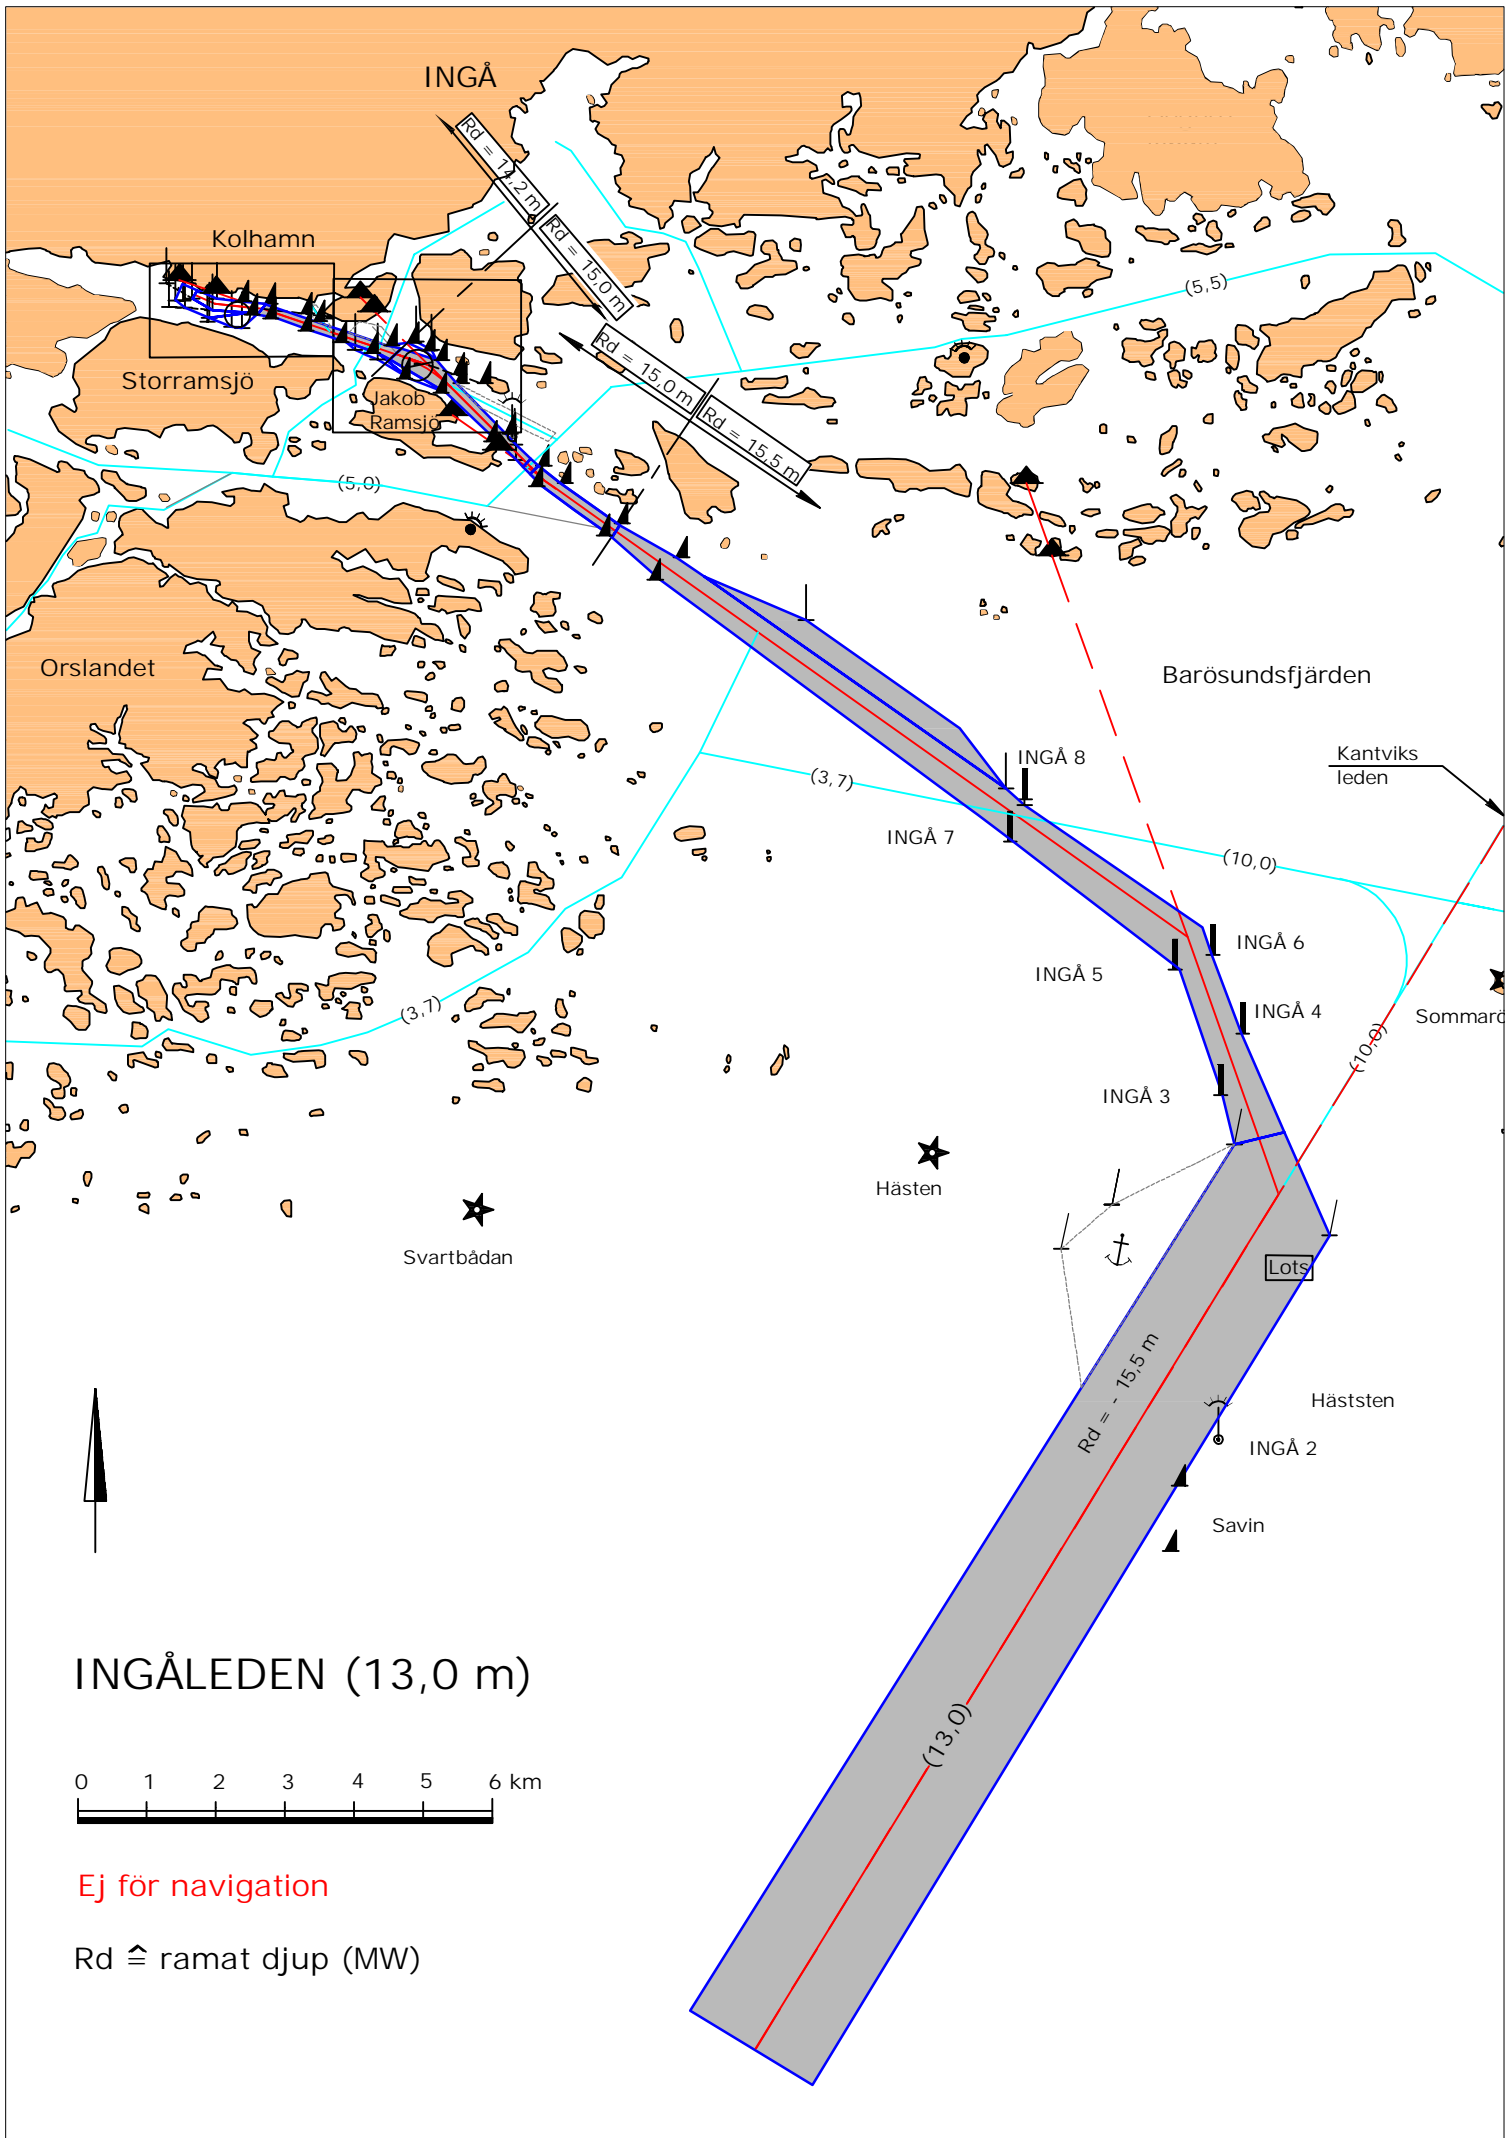 INGÅ
Rd = 14,2 m
Rd = 15,0 m
Kolhamn
(5,5)
Rd = 15,0 m
Rd = 15,5 m
Storramsjö
Jakob
Ramsjö
(5,0)
Orslandet
Barösundsfjärden
Kantviks
leden
INGÅ 8
(3,7)
INGÅ 7
(10,0)
INGÅ 6
INGÅ 5
(3,7)
INGÅ 4
Sommarö
(10,0)
INGÅ 3
Hästen
Svartbådan
Lots
Rd = - 15,5 m
Häststen
INGÅ 2
Savin
INGÅLEDEN (13,0 m)
(13,0)
0 1 2 3 4 5 6 km
Ej för navigation
Rd ≙ ramat djup (MW)